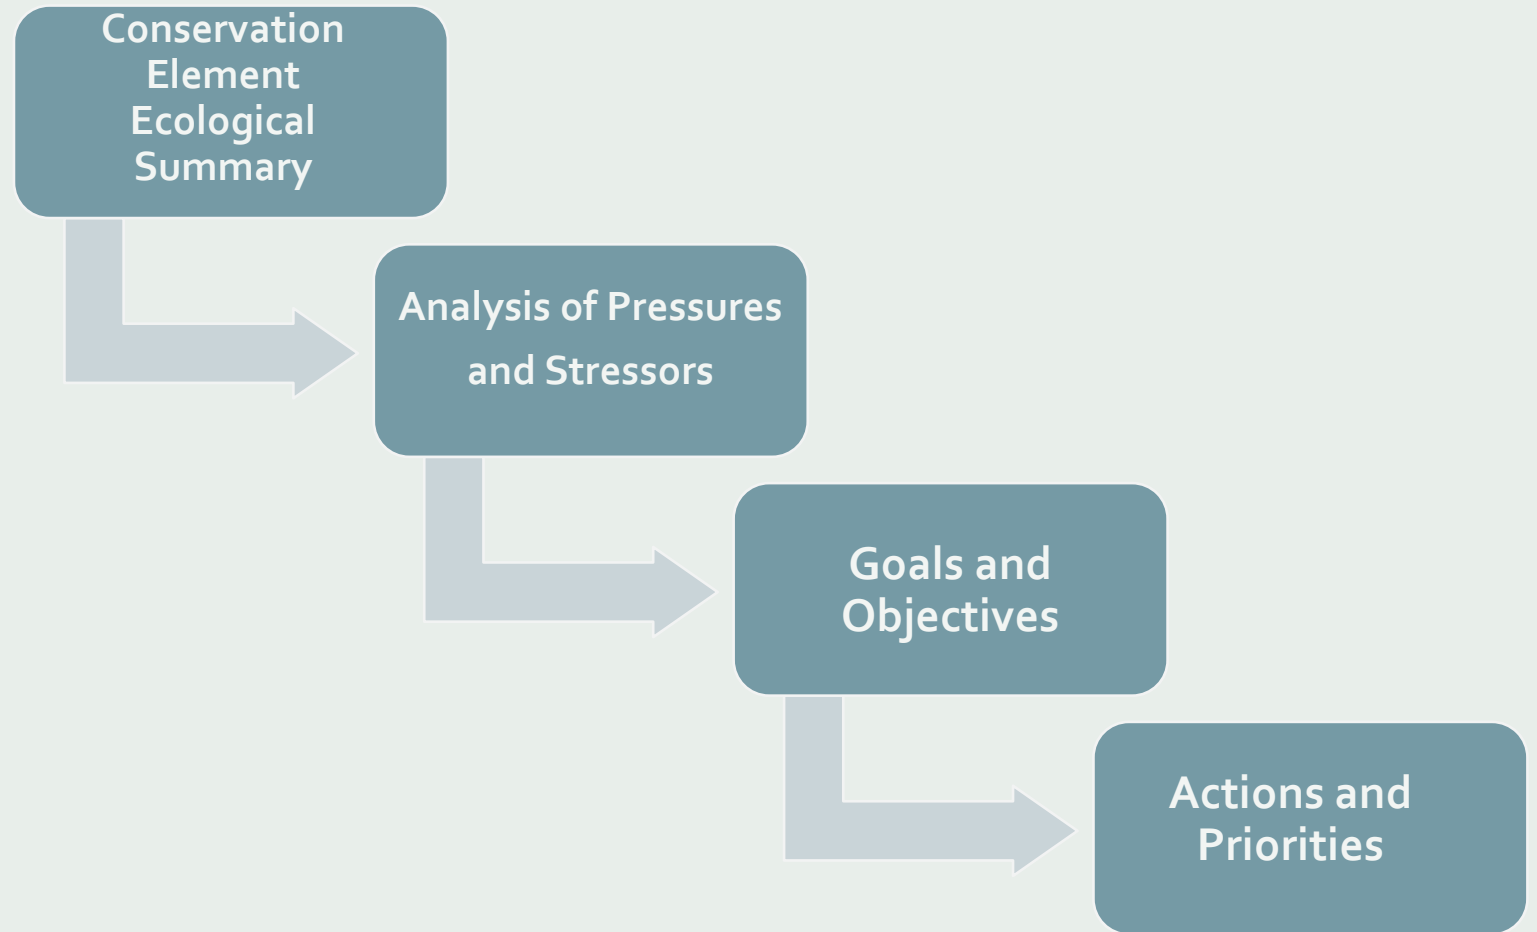 Conservation
Element
Ecological
Summary
Analysis of Pressures
and Stressors
Goals and
Objectives
Actions and
Priorities